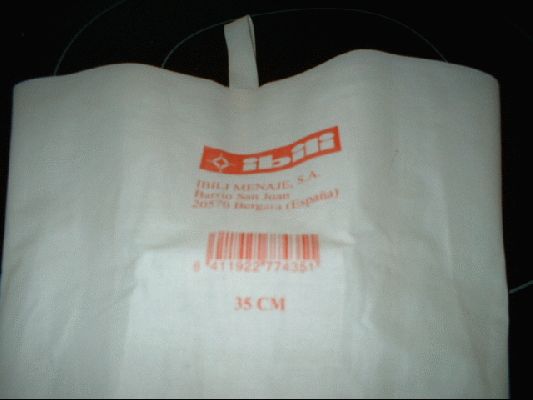 ibili
IBILI MENAJE, S.A.
Barrio San Juan
20570 Bergara (España)
8 411922 774351
35 CM